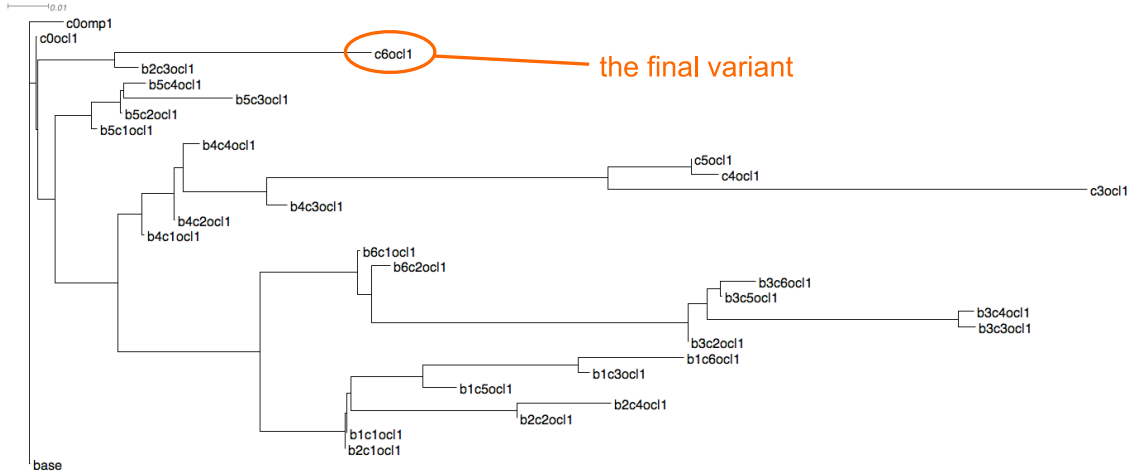 0.01
c0omp1
c0ocl1
c6ocl1
the final variant
b2c3ocl1
b5c4ocl1
b5c3ocl1
b5c2ocl1
b5c1ocl1
b4c4ocl1
c5ocl1
c4ocl1
c3ocl1
b4c3ocl1
b4c2ocl1
b4c1ocl1
b6c1ocl1
b6c2ocl1
b3c6ocl1
b3c5ocl1
b3c4ocl1
b3c3ocl1
b3c2ocl1
b1c6ocl1
b1c3ocl1
b1c5ocl1
b2c4ocl1
b2c2ocl1
b1c1ocl1
b2c1ocl1
base